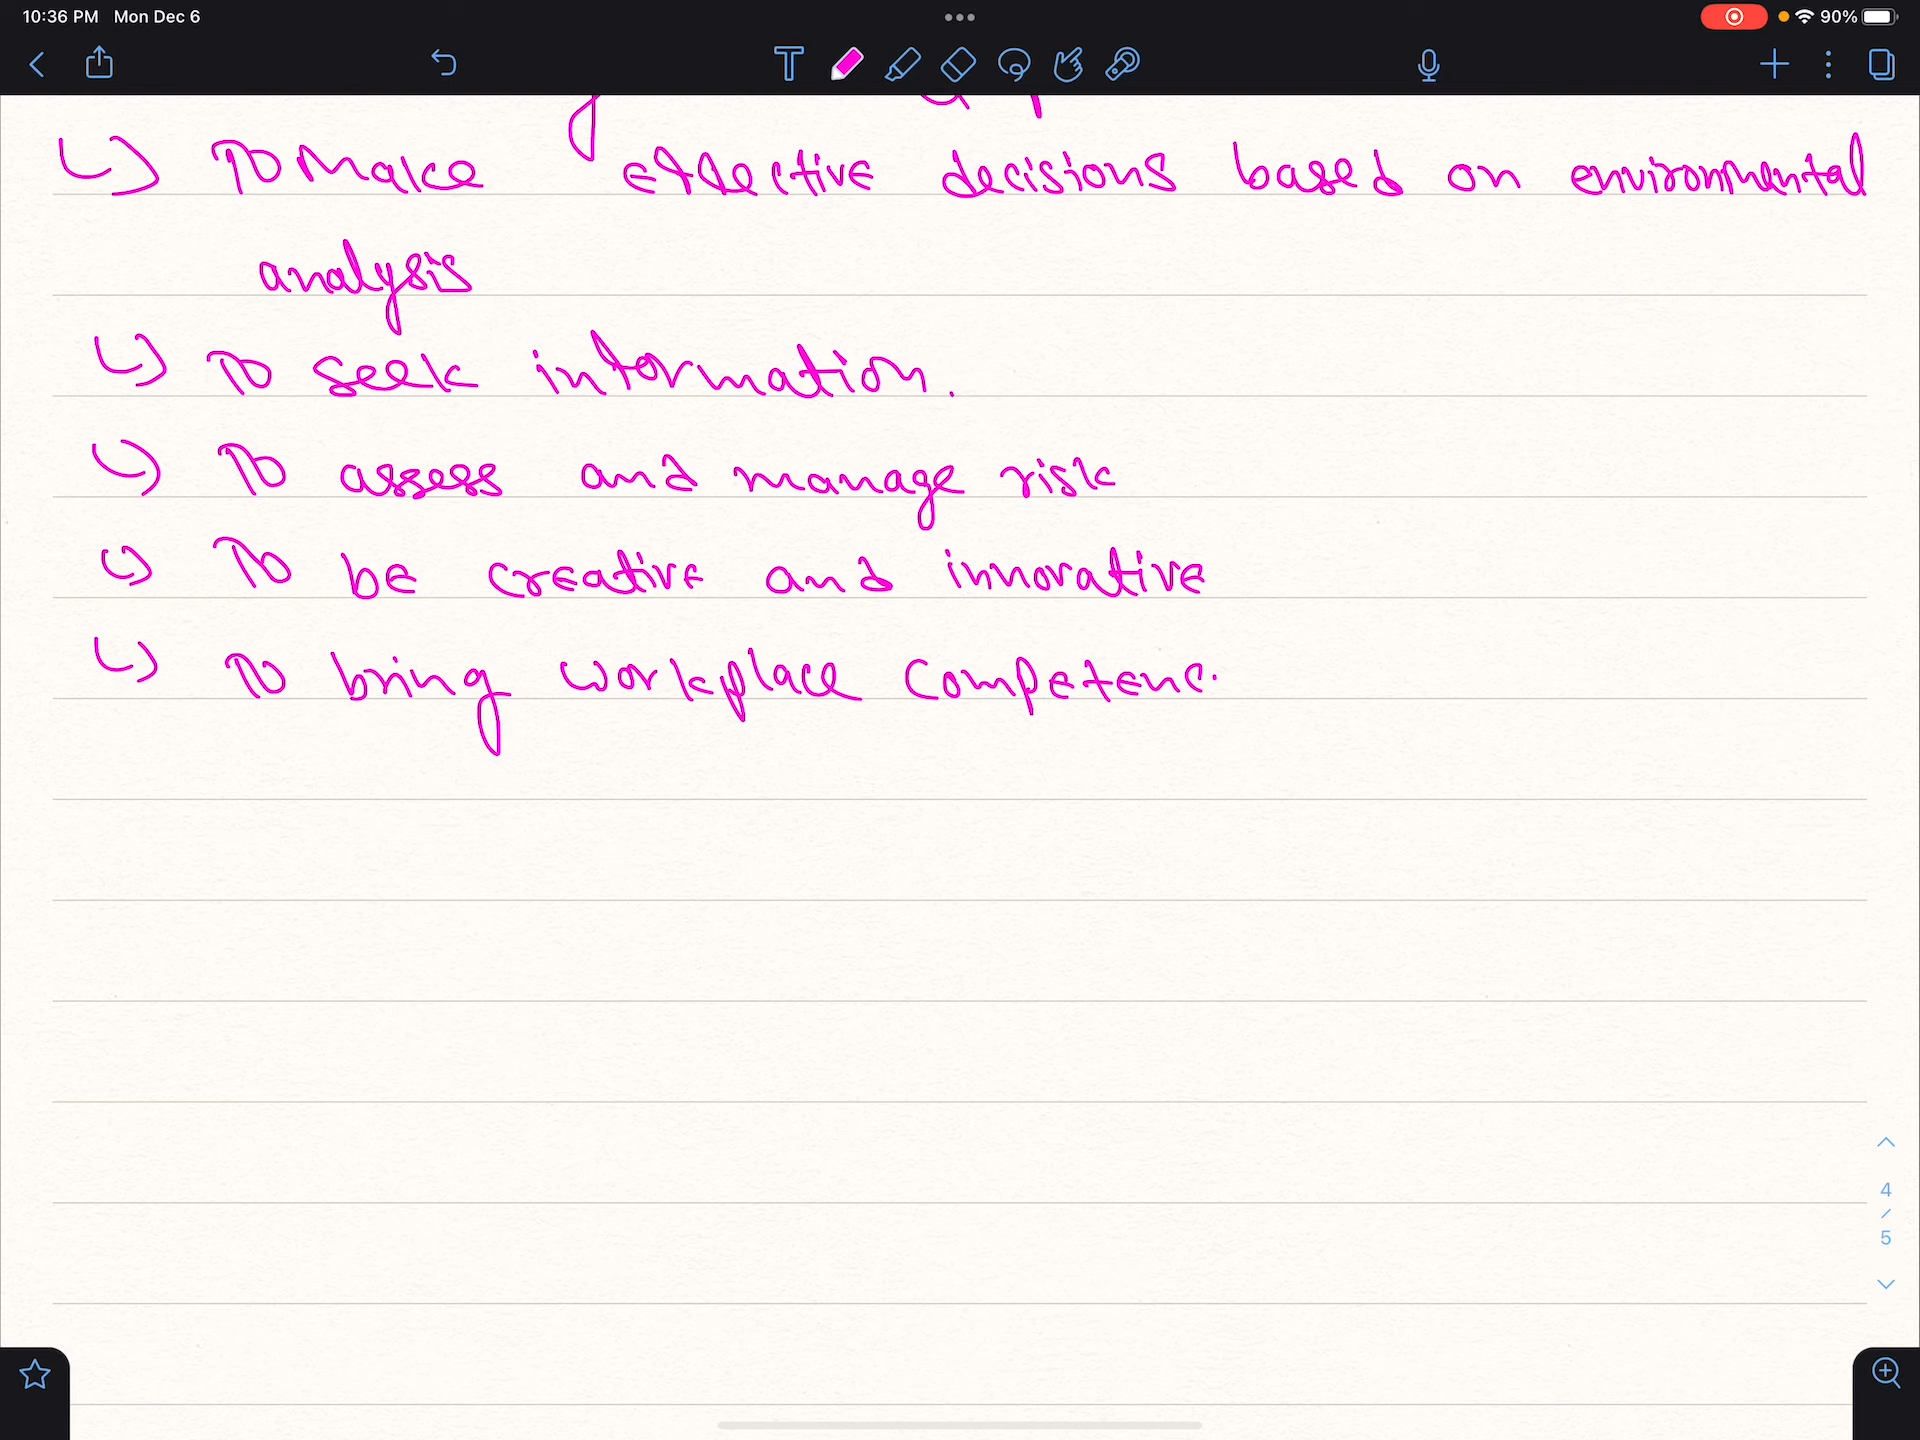 10:36 PM Mon Dec 6
90%
↳ To Make effective decisions based on environmental
analysis
↳ To seek information.
↳ To assess and manage risk
↳ To be creative and innovative
↳ To bring workplace Competenc.
4
/
5